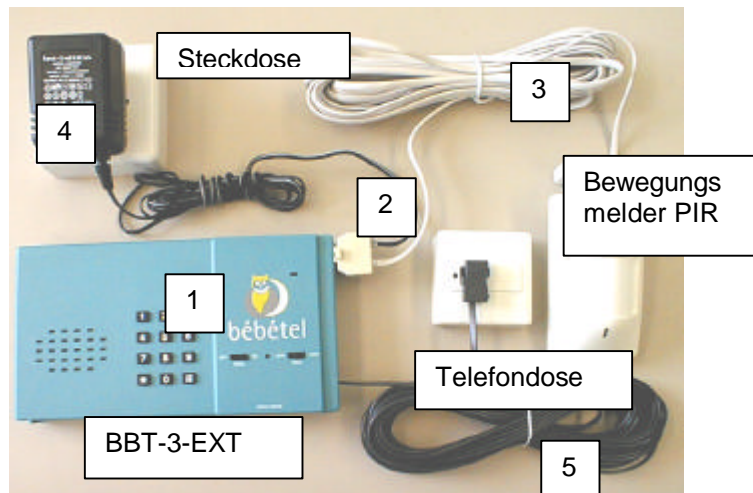 Steckdose
3
4
Bewegungs
melder PIR
2
1
bébétel
Telefondose
BBT-3-EXT
5